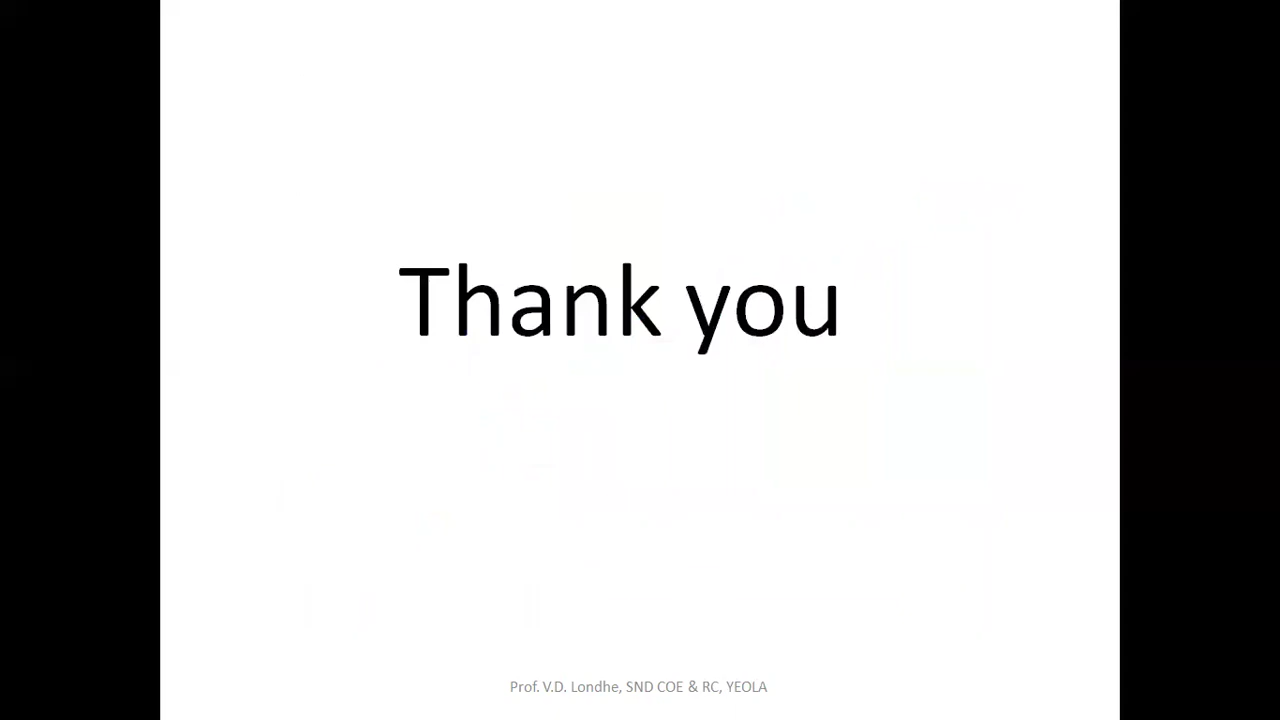 Thank you
Prof. V.D. Londhe, SND COE & RC, YEOLA